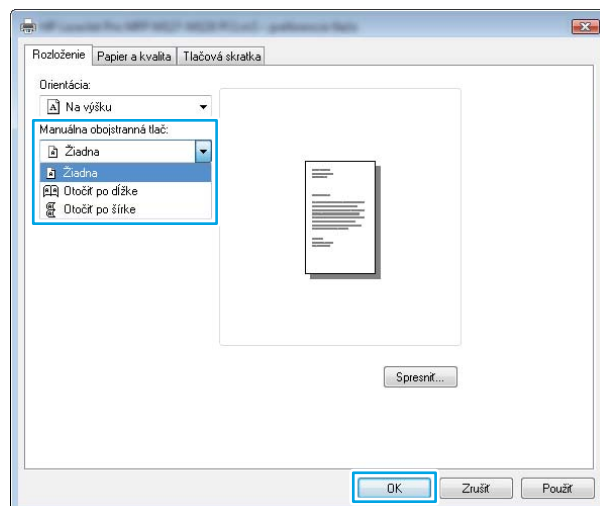 Rozloženie Papier a kvalita Tlačová skratka
Orientácia:
Na výšku
Manuálna obojstranná tlač:
Žiadna
Žiadna
Otočiť po dĺžke
Otočiť po šírke
Spresniť...
OK Zrušiť Použiť